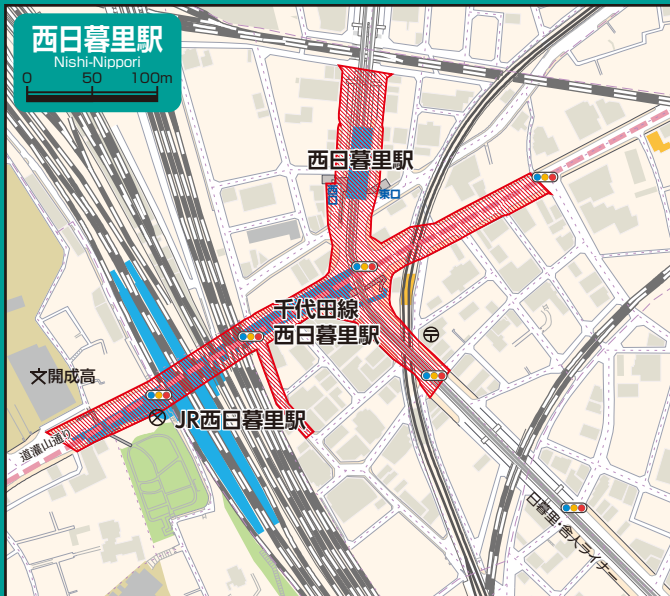 西日暮里駅
Nishi-Nippori
0 50 100m
西日暮里駅
西口
東口
千代田線
西日暮里駅
文開成高
JR西日暮里駅
道灌山通り
日暮里・舎人ライナー